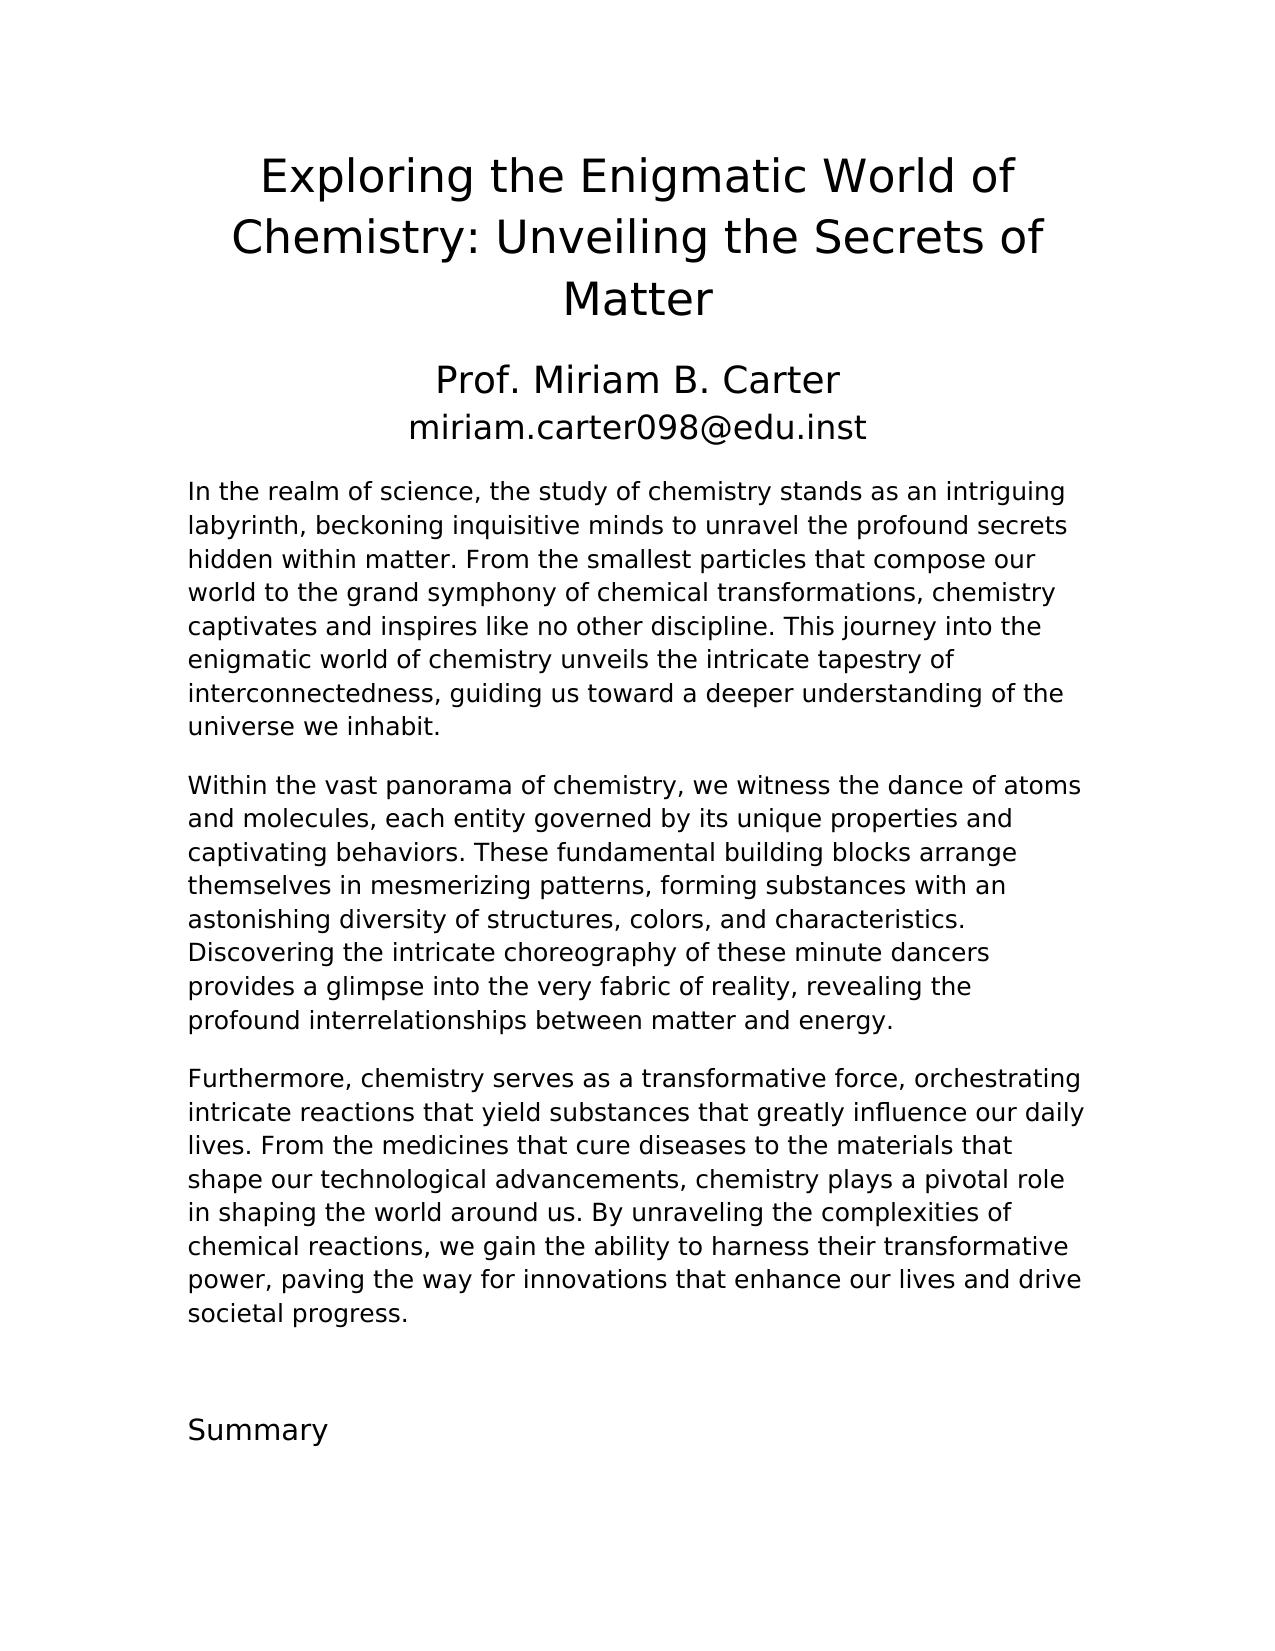 Exploring the Enigmatic World of
Chemistry: Unveiling the Secrets of
Matter
Prof. Miriam B. Carter
miriam.carter098@edu.inst
In the realm of science, the study of chemistry stands as an intriguing
labyrinth, beckoning inquisitive minds to unravel the profound secrets
hidden within matter. From the smallest particles that compose our
world to the grand symphony of chemical transformations, chemistry
captivates and inspires like no other discipline. This journey into the
enigmatic world of chemistry unveils the intricate tapestry of
interconnectedness, guiding us toward a deeper understanding of the
universe we inhabit.
Within the vast panorama of chemistry, we witness the dance of atoms
and molecules, each entity governed by its unique properties and
captivating behaviors. These fundamental building blocks arrange
themselves in mesmerizing patterns, forming substances with an
astonishing diversity of structures, colors, and characteristics.
Discovering the intricate choreography of these minute dancers
provides a glimpse into the very fabric of reality, revealing the
profound interrelationships between matter and energy.
Furthermore, chemistry serves as a transformative force, orchestrating
intricate reactions that yield substances that greatly influence our daily
lives. From the medicines that cure diseases to the materials that
shape our technological advancements, chemistry plays a pivotal role
in shaping the world around us. By unraveling the complexities of
chemical reactions, we gain the ability to harness their transformative
power, paving the way for innovations that enhance our lives and drive
societal progress.
Summary